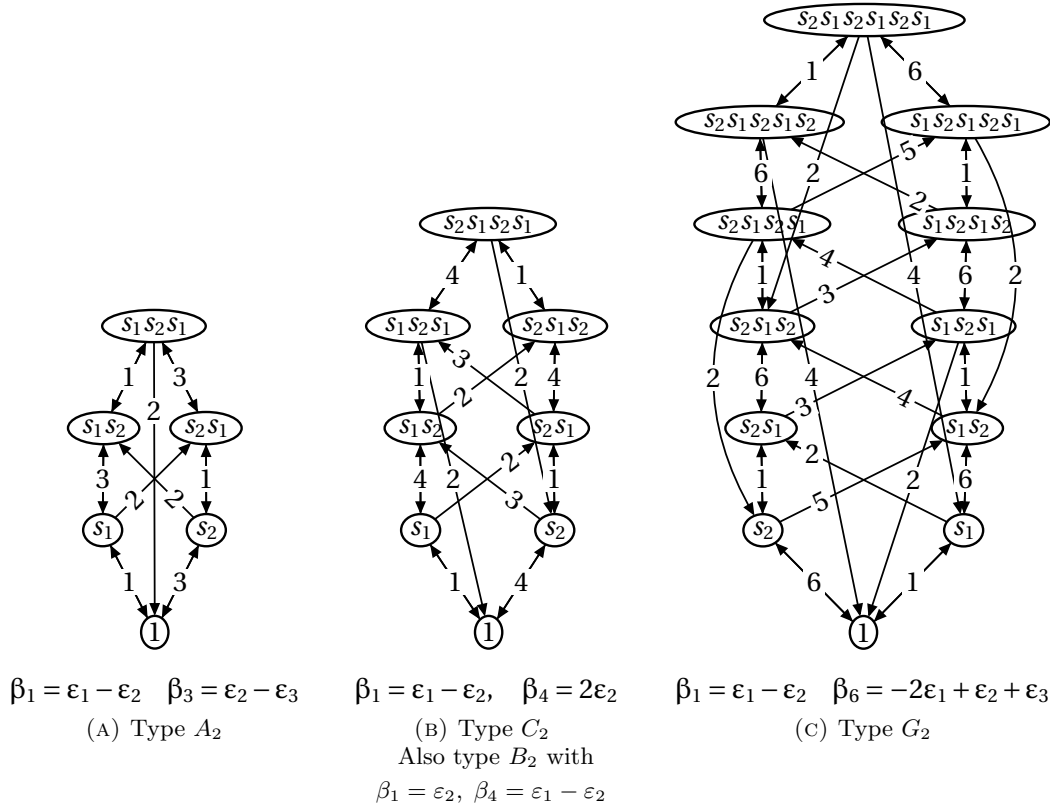 s₂s₁s₂s₁s₂s₁
1 6
s₂s₁s₂s₁s₂ s₁s₂s₁s₂s₁
6 2 5 1
s₂s₁s₂s₁ 2 s₁s₂s₁s₂
s₂s₁s₂s₁
4 1 1 4 6 4 2
3
s₁s₂s₁ s₁s₂s₁ s₂s₁s₂ s₂s₁s₂ s₁s₂s₁
1 3 1 3 2 4 2 6 4 1
2 2 4 3 2
s₁s₂ s₂s₁ s₁s₂ s₂s₁ s₂s₁ s₁s₂
3 1 4 2 2 1 1 2 6
2 2 3 5
s₁ s₂ s₁ s₂ s₂ s₁
1 3 1 4 6 1
1 1 1
β₁ = ε₁ − ε₂ β₃ = ε₂ − ε₃ β₁ = ε₁ − ε₂, β₄ = 2ε₂ β₁ = ε₁ − ε₂ β₆ = −2ε₁ + ε₂ + ε₃
(A) Type A₂ (B) Type C₂ (C) Type G₂
Also type B₂ with
β₁ = ε₂, β₄ = ε₁ − ε₂